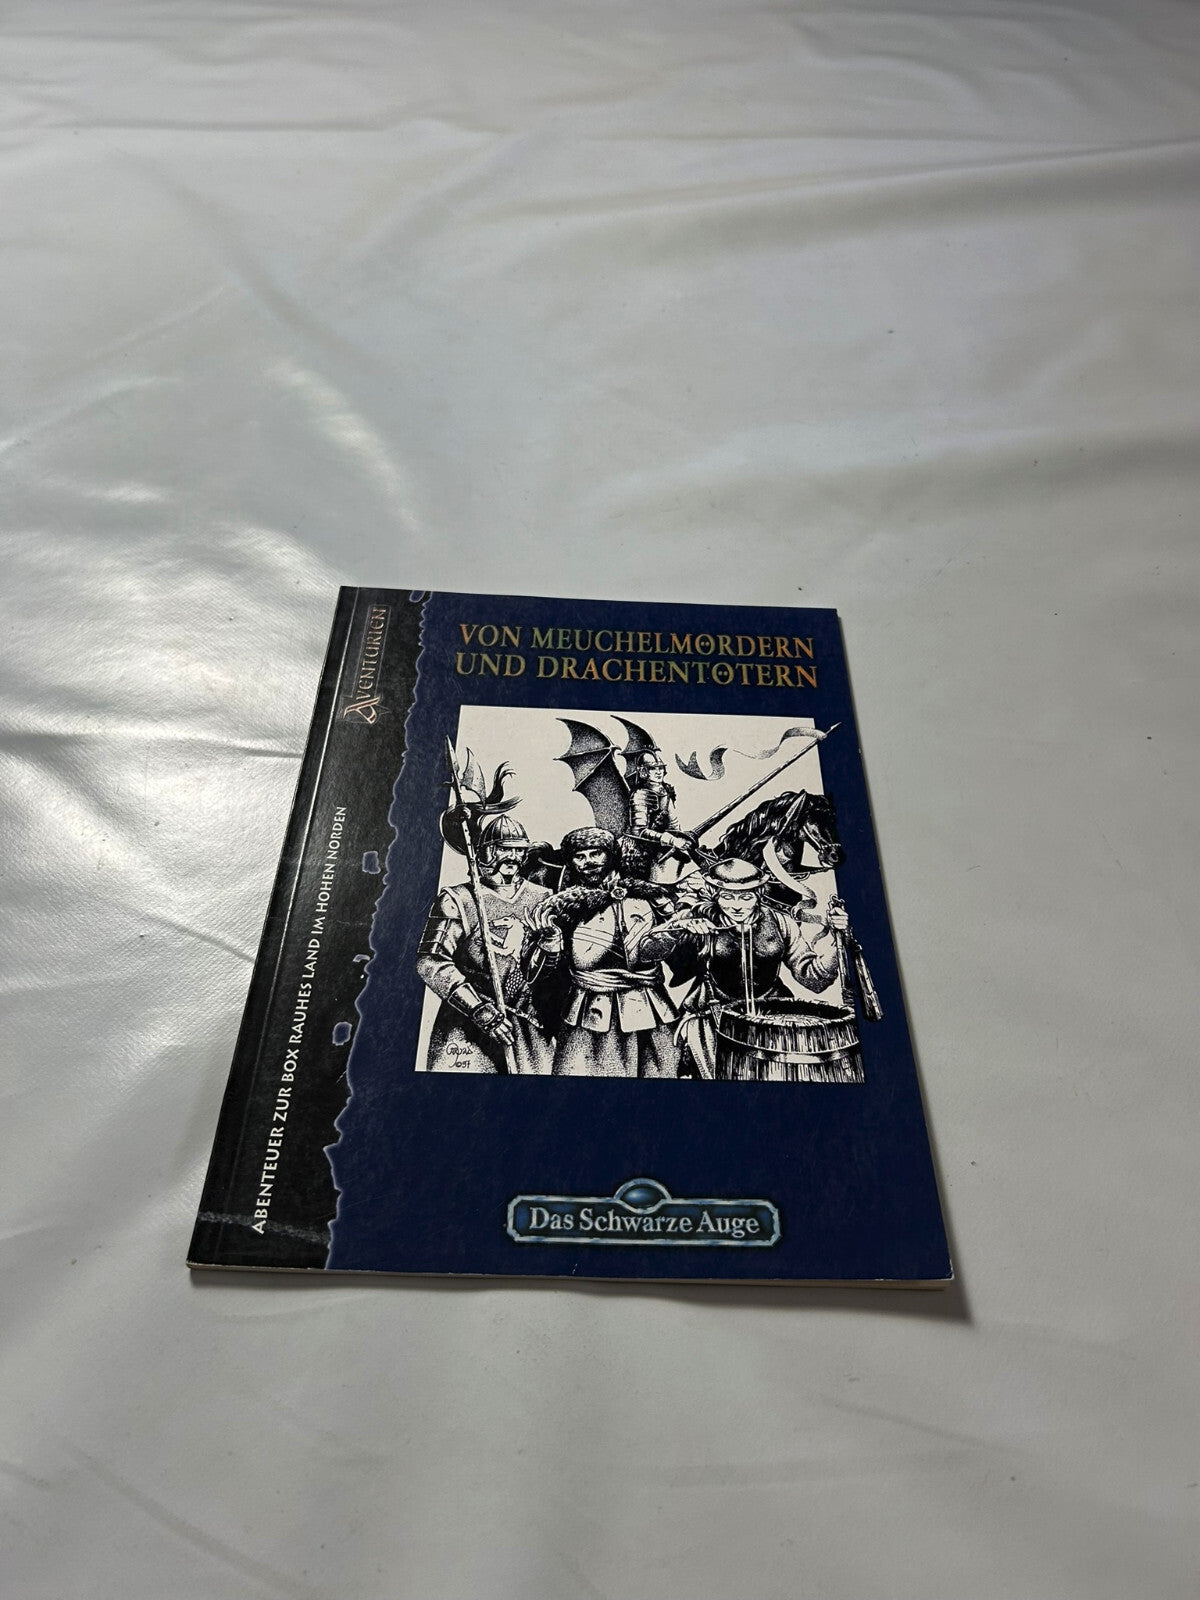 VON MEUCHELMÖRDERN
UND DRACHENTÖTERN
AVENTURIEN
ABENTEUER ZUR BOX RAUHES LAND IM HOHEN NORDEN
Das Schwarze Auge